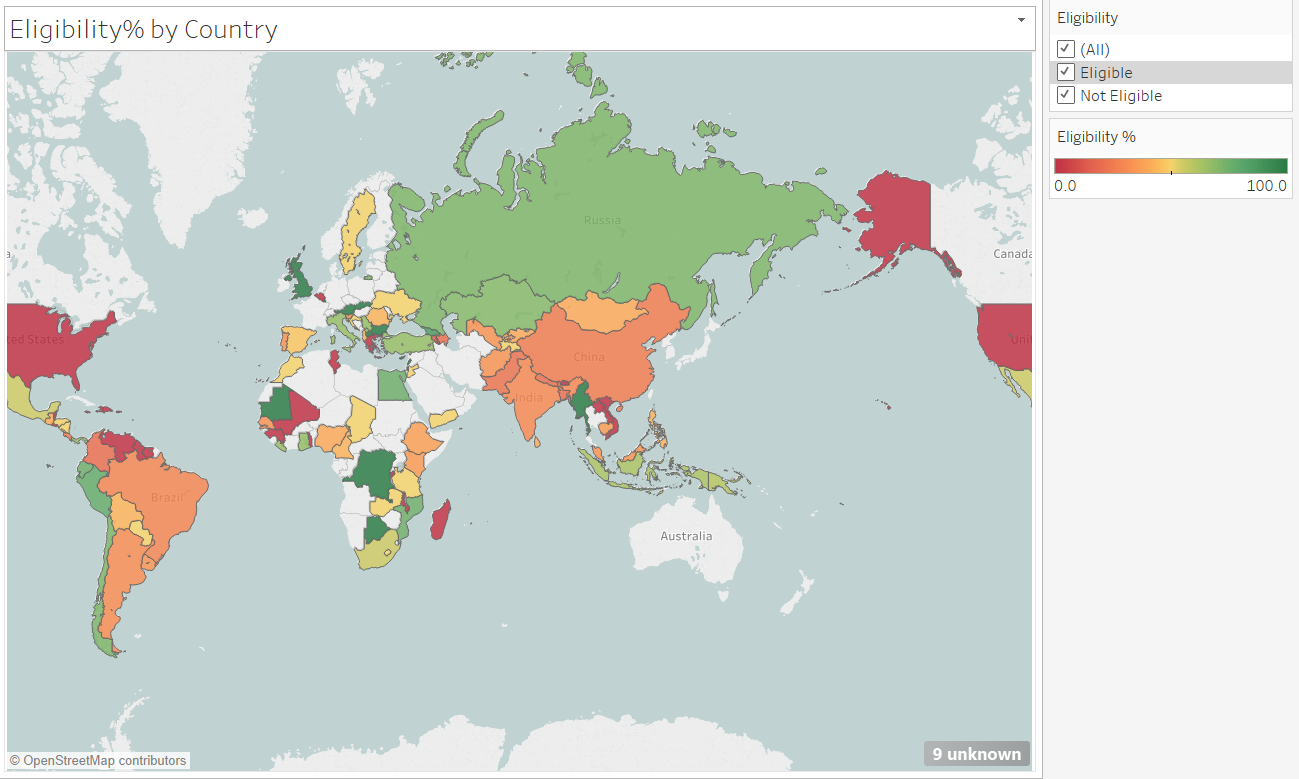 Eligibility% by Country
Eligibility
(All)
Eligible
Not Eligible
Eligibility %
0.0
100.0
Russia
Canada
ted States
Uni
China
India
Brazil
Australia
a
© OpenStreetMap contributors
9 unknown